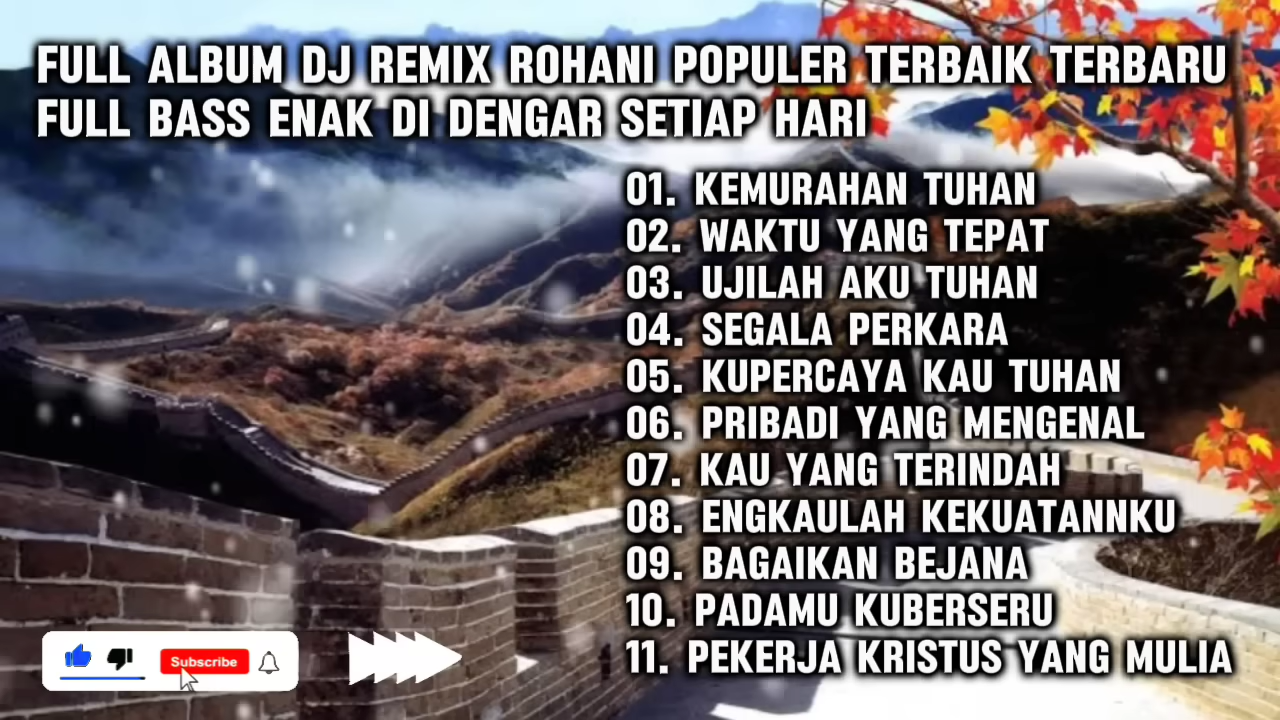 FULL ALBUM DJ REMIX ROHANI POPULER TERBAIK TERBARU
FULL BASS ENAK DI DENGAR SETIAP HARI
01. KEMURAHAN TUHAN
02. WAKTU YANG TEPAT
03. UJILAH AKU TUHAN
04. SEGALA PERKARA
05. KUPERCAYA KAU TUHAN
06. PRIBADI YANG MENGENAL
07. KAU YANG TERINDAH
08. ENGKAULAH KEKUATANNKU
09. BAGAIKAN BEJANA
10. PADAMU KUBERSERU
11. PEKERJA KRISTUS YANG MULIA
Subscribe